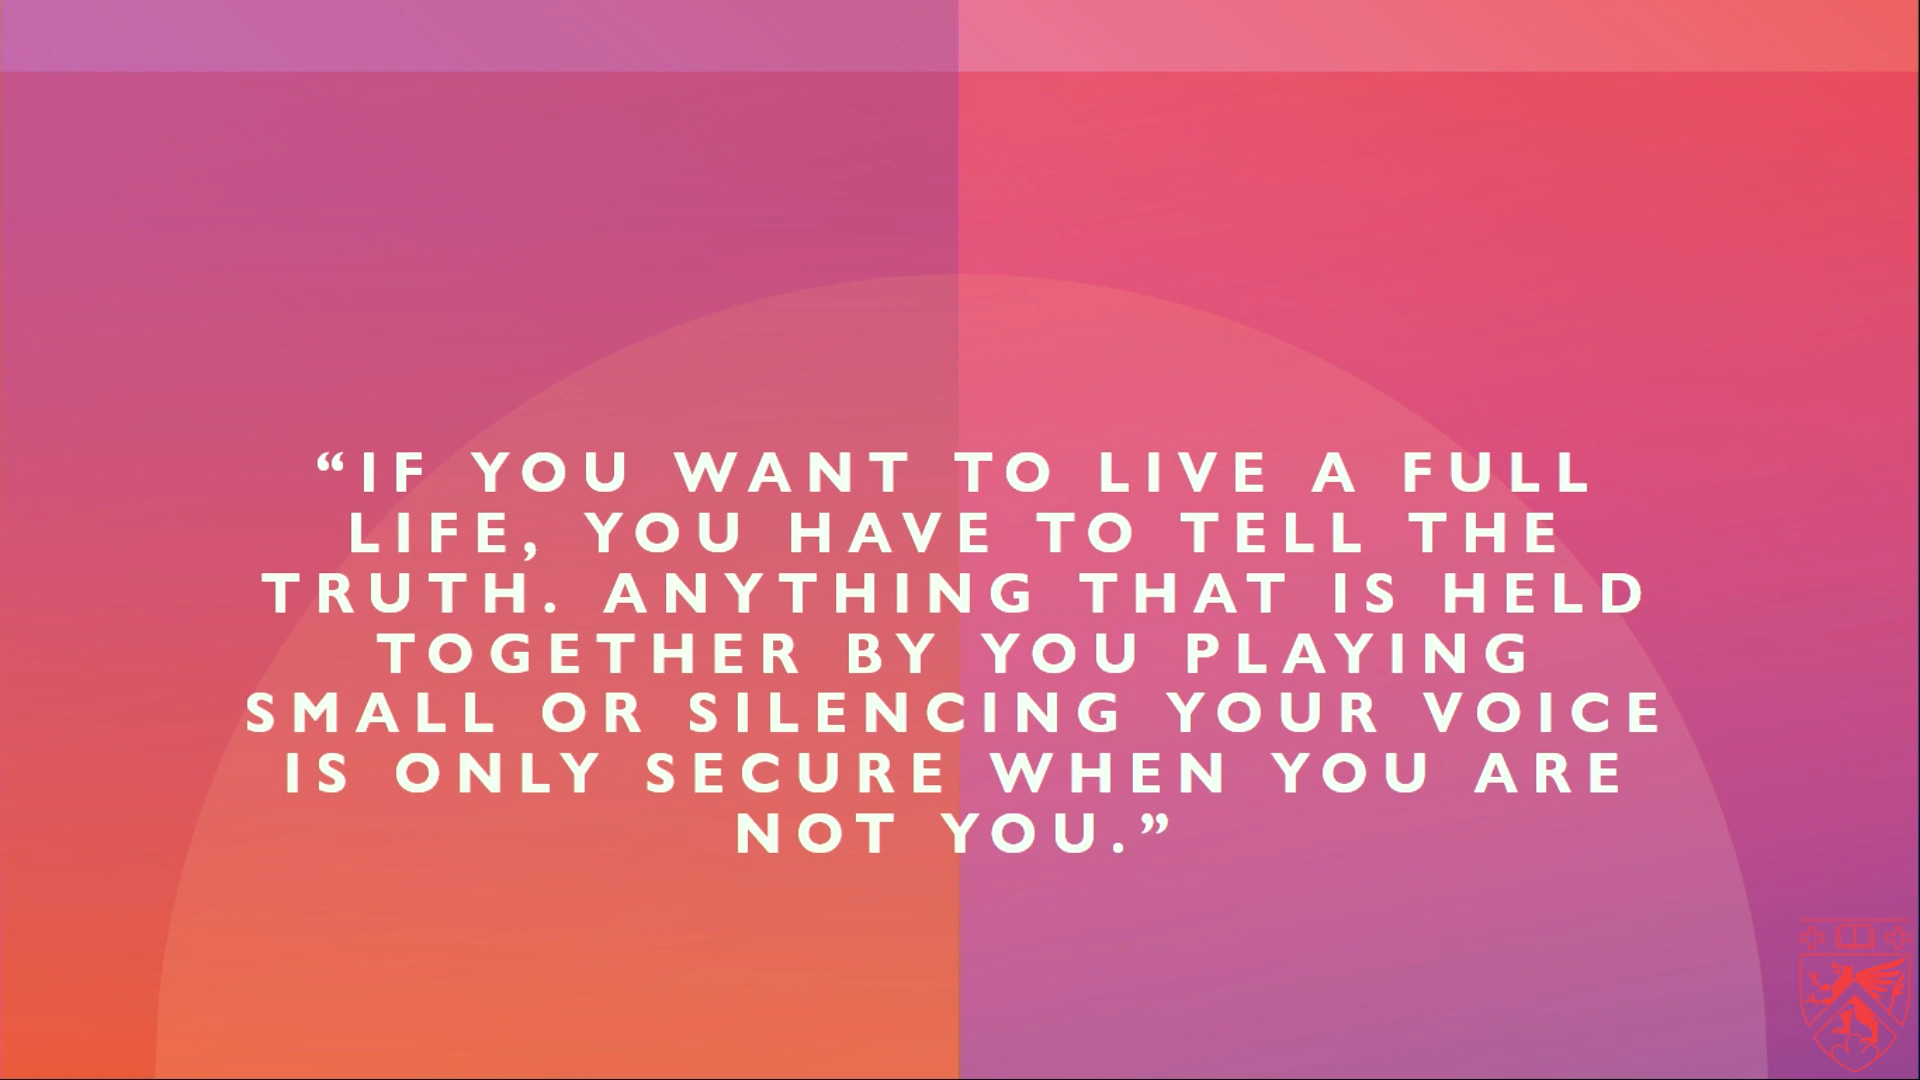 “IF YOU WANT TO LIVE A FULL
LIFE, YOU HAVE TO TELL THE
TRUTH. ANYTHING THAT IS HELD
TOGETHER BY YOU PLAYING
SMALL OR SILENCING YOUR VOICE
IS ONLY SECURE WHEN YOU ARE
NOT YOU.”